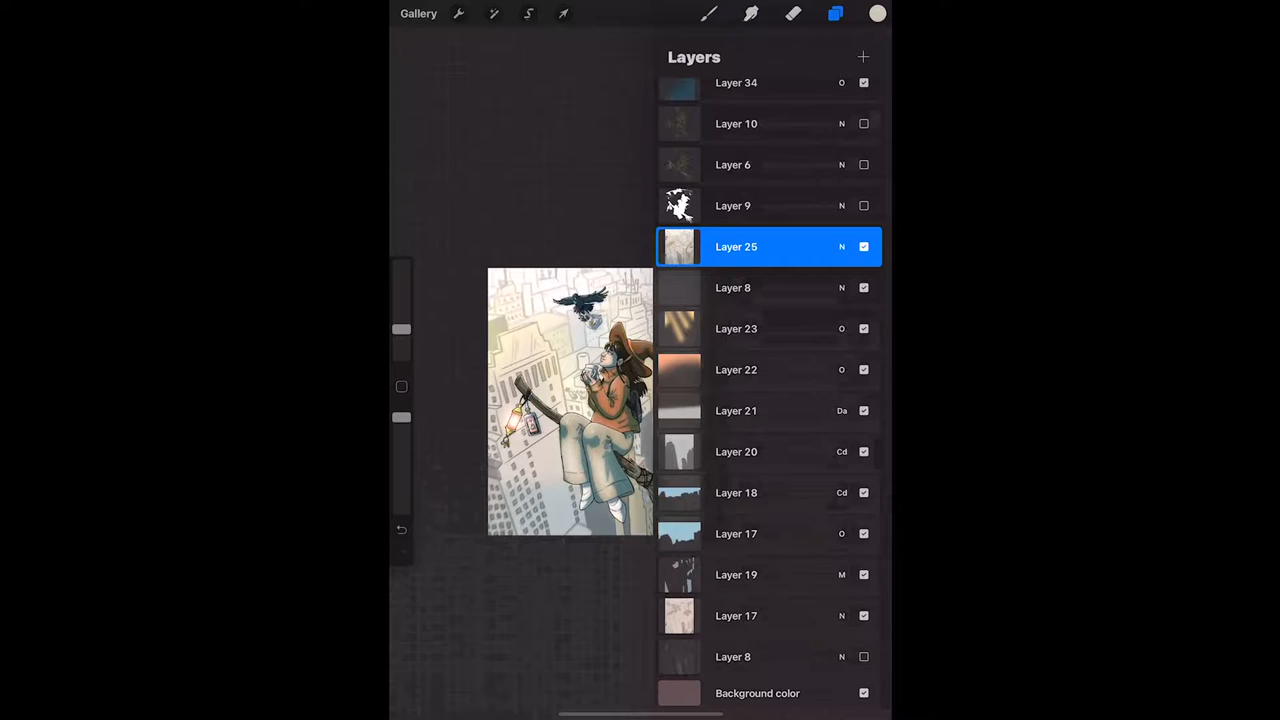 Gallery
Layers
Layer 34 O
Layer 10 N
Layer 6 N
Layer 9 N
Layer 25 N
Layer 8 N
Layer 23 O
Layer 22 O
Layer 21 Da
Layer 20 Cd
Layer 18 Cd
Layer 17 O
Layer 19 M
Layer 17 N
Layer 8 N
Background color